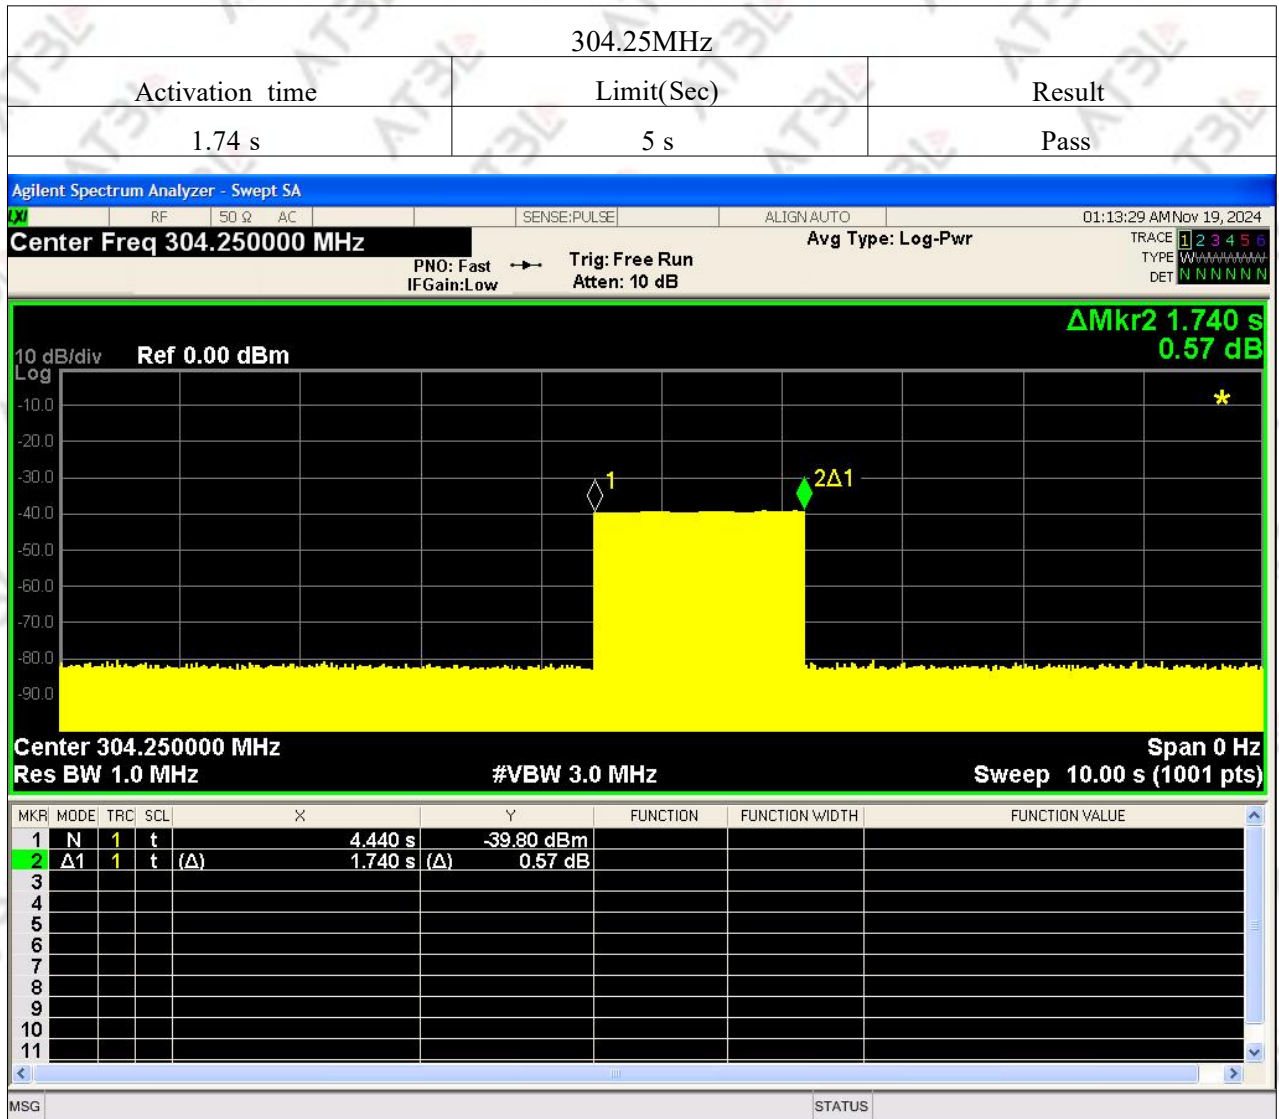 304.25MHz
Activation time Limit(Sec) Result
1.74 s 5 s Pass
Agilent Spectrum Analyzer - Swept SA
LXI RF 50 Ω AC SENSE:PULSE ALIGN AUTO 01:13:29 AM Nov 19, 2024
Center Freq 304.250000 MHz Avg Type: Log-Pwr TRACE 1 2 3 4 5 6
PNO: Fast Trig: Free Run TYPE WWWWWW
IFGain:Low Atten: 10 dB DET N N N N N N
ΔMkr2 1.740 s
10 dB/div Ref 0.00 dBm 0.57 dB
Log
-10.0
-20.0
-30.0 1 2Δ1
-40.0
-50.0
-60.0
-70.0
-80.0
-90.0
Center 304.250000 MHz Span 0 Hz
Res BW 1.0 MHz #VBW 3.0 MHz Sweep 10.00 s (1001 pts)
MKR MODE TRC SCL X Y FUNCTION FUNCTION WIDTH FUNCTION VALUE
1 N 1 t 4.440 s -39.80 dBm
2 Δ1 1 t (Δ) 1.740 s (Δ) 0.57 dB
3
4
5
6
7
8
9
10
11
MSG STATUS